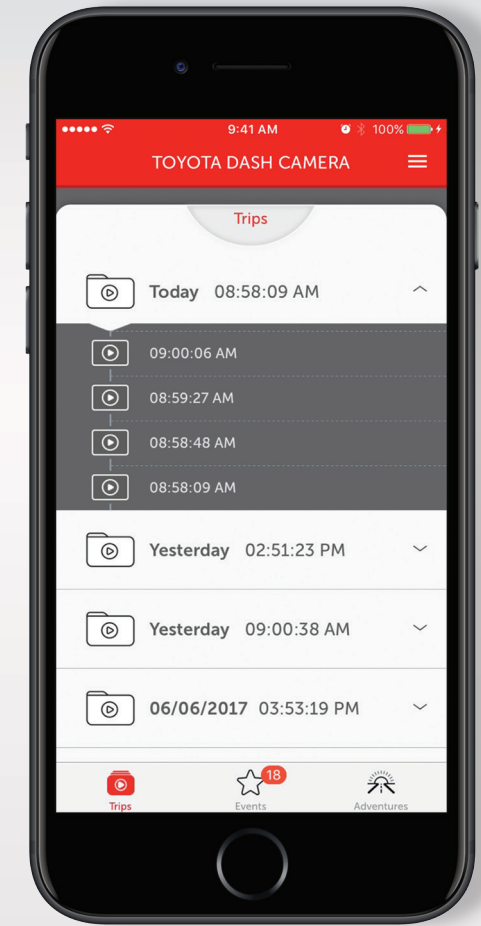 9:41 AM 100%
TOYOTA DASH CAMERA
Trips
Today 08:58:09 AM
09:00:06 AM
08:59:27 AM
08:58:48 AM
08:58:09 AM
Yesterday 02:51:23 PM
Yesterday 09:00:38 AM
06/06/2017 03:53:19 PM
18
Trips Events Adventures